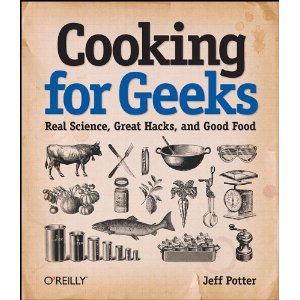 Cooking
for Geeks
Real Science, Great Hacks, and Good Food
O'REILLY®
Jeff Potter